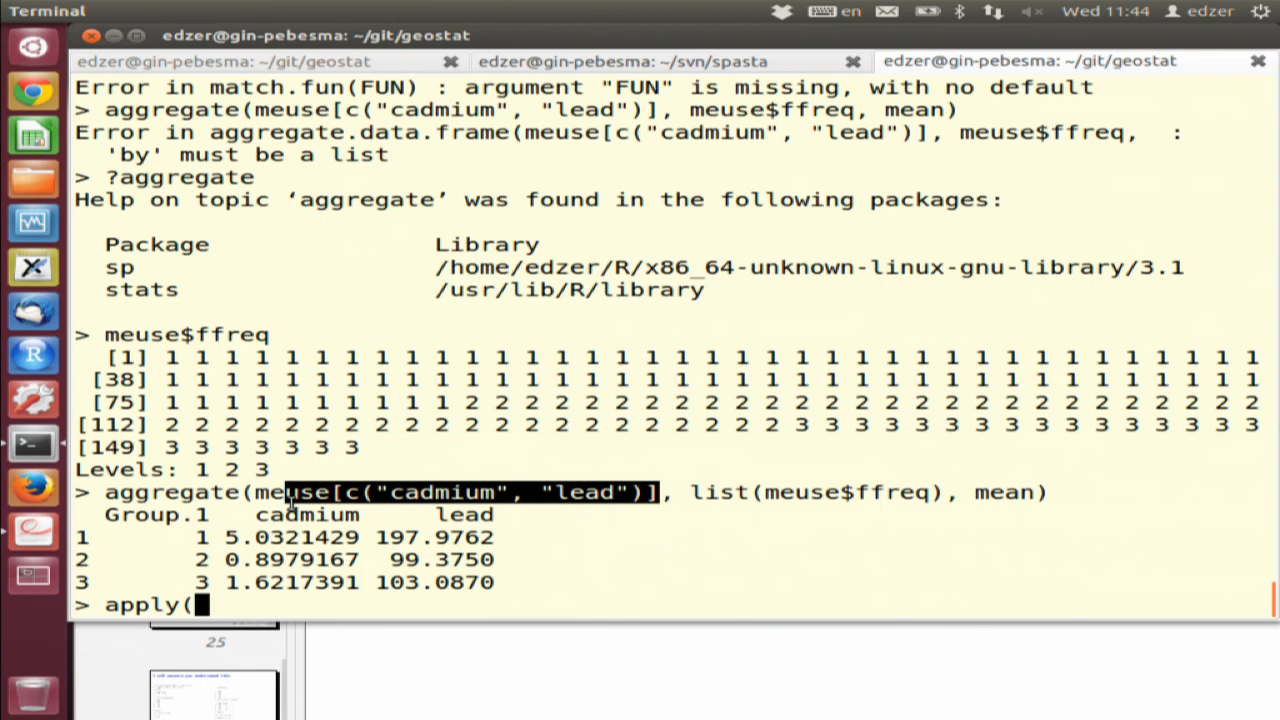 Terminal en Wed 11:44 edzer
edzer@gin-pebesma: ~/git/geostat
edzer@gin-pebesma: ~/git/geostat edzer@gin-pebesma: ~/svn/spasta edzer@gin-pebesma: ~/git/geostat
Error in match.fun(FUN) : argument "FUN" is missing, with no default
> aggregate(meuse[c("cadmium", "lead")], meuse$ffreq, mean)
Error in aggregate.data.frame(meuse[c("cadmium", "lead")], meuse$ffreq, :
'by' must be a list
> ?aggregate
Help on topic ‘aggregate’ was found in the following packages:
Package Library
sp /home/edzer/R/x86_64-unknown-linux-gnu-library/3.1
stats /usr/lib/R/library
> meuse$ffreq
[1] 1 1 1 1 1 1 1 1 1 1 1 1 1 1 1 1 1 1 1 1 1 1 1 1 1 1 1 1 1 1 1 1 1 1 1 1 1
[38] 1 1 1 1 1 1 1 1 1 1 1 1 1 1 1 1 1 1 1 1 1 1 1 1 1 1 1 1 1 1 1 1 1 1 1 1 1
[75] 1 1 1 1 1 1 1 1 1 1 2 2 2 2 2 2 2 2 2 2 2 2 2 2 2 2 2 2 2 2 2 2 2 2 2 2 2
[112] 2 2 2 2 2 2 2 2 2 2 2 2 2 2 2 2 2 2 2 2 2 3 3 3 3 3 3 3 3 3 3 3 3 3 3 3 3
[149] 3 3 3 3 3 3 3
Levels: 1 2 3
> aggregate(meuse[c("cadmium", "lead")], list(meuse$ffreq), mean)
Group.1 cadmium lead
1 1 5.0321429 197.9762
2 2 0.8979167 99.3750
3 3 1.6217391 103.0870
> apply(
25